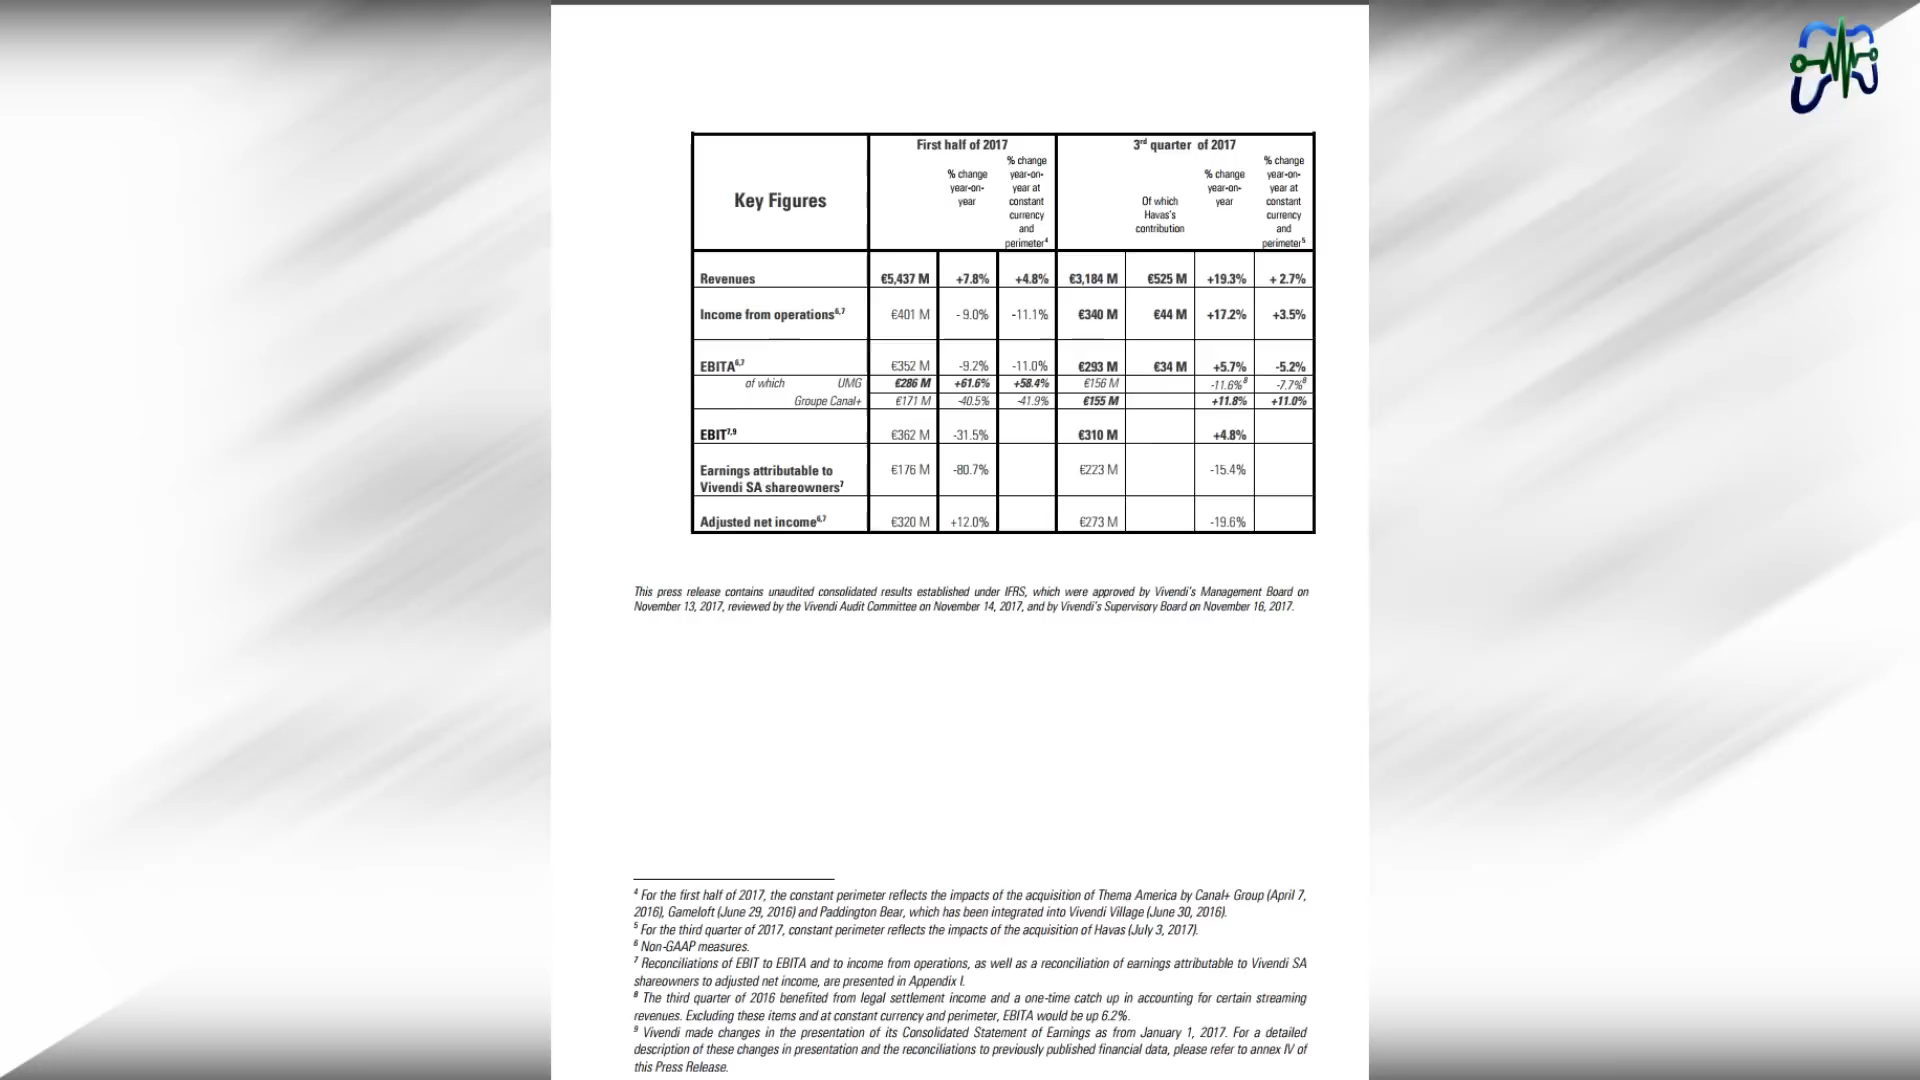 First half of 2017
3rd quarter of 2017
Key Figures
% change
year-on-
year
% change
year-on-
year at
constant
currency
and
perimeter4
Of which
Havas's
contribution
% change
year-on-
year
% change
year-on-
year at
constant
currency
and
perimeter5
Revenues €5,437 M +7.8% +4.8% €3,184 M €525 M +19.3% + 2.7%
Income from operations6,7 €401 M - 9.0% -11.1% €340 M €44 M +17.2% +3.5%
EBITA6,7 €352 M -9.2% -11.0% €293 M €34 M +5.7% -5.2%
of which UMG €286 M +61.6% +58.4% €156 M -11.6%8 -7.7%8
Groupe Canal+ €171 M -40.5% -41.9% €155 M +11.8% +11.0%
EBIT7,9 €362 M -31.5% €310 M +4.8%
Earnings attributable to €176 M -80.7% €223 M -15.4%
Vivendi SA shareowners7
Adjusted net income6,7 €320 M +12.0% €273 M -19.6%
This press release contains unaudited consolidated results established under IFRS, which were approved by Vivendi's Management Board on
November 13, 2017, reviewed by the Vivendi Audit Committee on November 14, 2017, and by Vivendi's Supervisory Board on November 16, 2017.
4 For the first half of 2017, the constant perimeter reflects the impacts of the acquisition of Thema America by Canal+ Group (April 7,
2016), Gameloft (June 29, 2016) and Paddington Bear, which has been integrated into Vivendi Village (June 30, 2016).
5 For the third quarter of 2017, constant perimeter reflects the impacts of the acquisition of Havas (July 3, 2017).
6 Non-GAAP measures.
7 Reconciliations of EBIT to EBITA and to income from operations, as well as a reconciliation of earnings attributable to Vivendi SA
shareowners to adjusted net income, are presented in Appendix I.
8 The third quarter of 2016 benefited from legal settlement income and a one-time catch up in accounting for certain streaming
revenues. Excluding these items and at constant currency and perimeter, EBITA would be up 6.2%.
9 Vivendi made changes in the presentation of its Consolidated Statement of Earnings as from January 1, 2017. For a detailed
description of these changes in presentation and the reconciliations to previously published financial data, please refer to annex IV of
this Press Release.